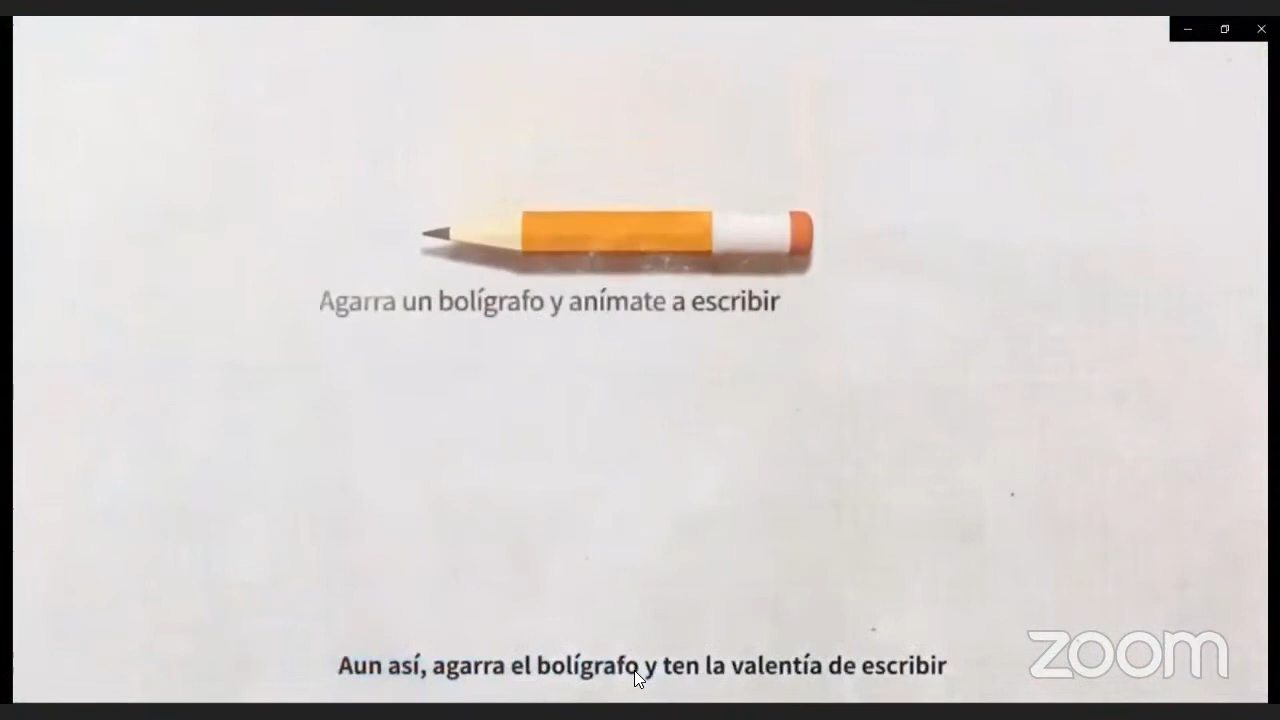 Agarra un bolígrafo y anímate a escribir
Aun así, agarra el bolígrafo y ten la valentía de escribir
zoom